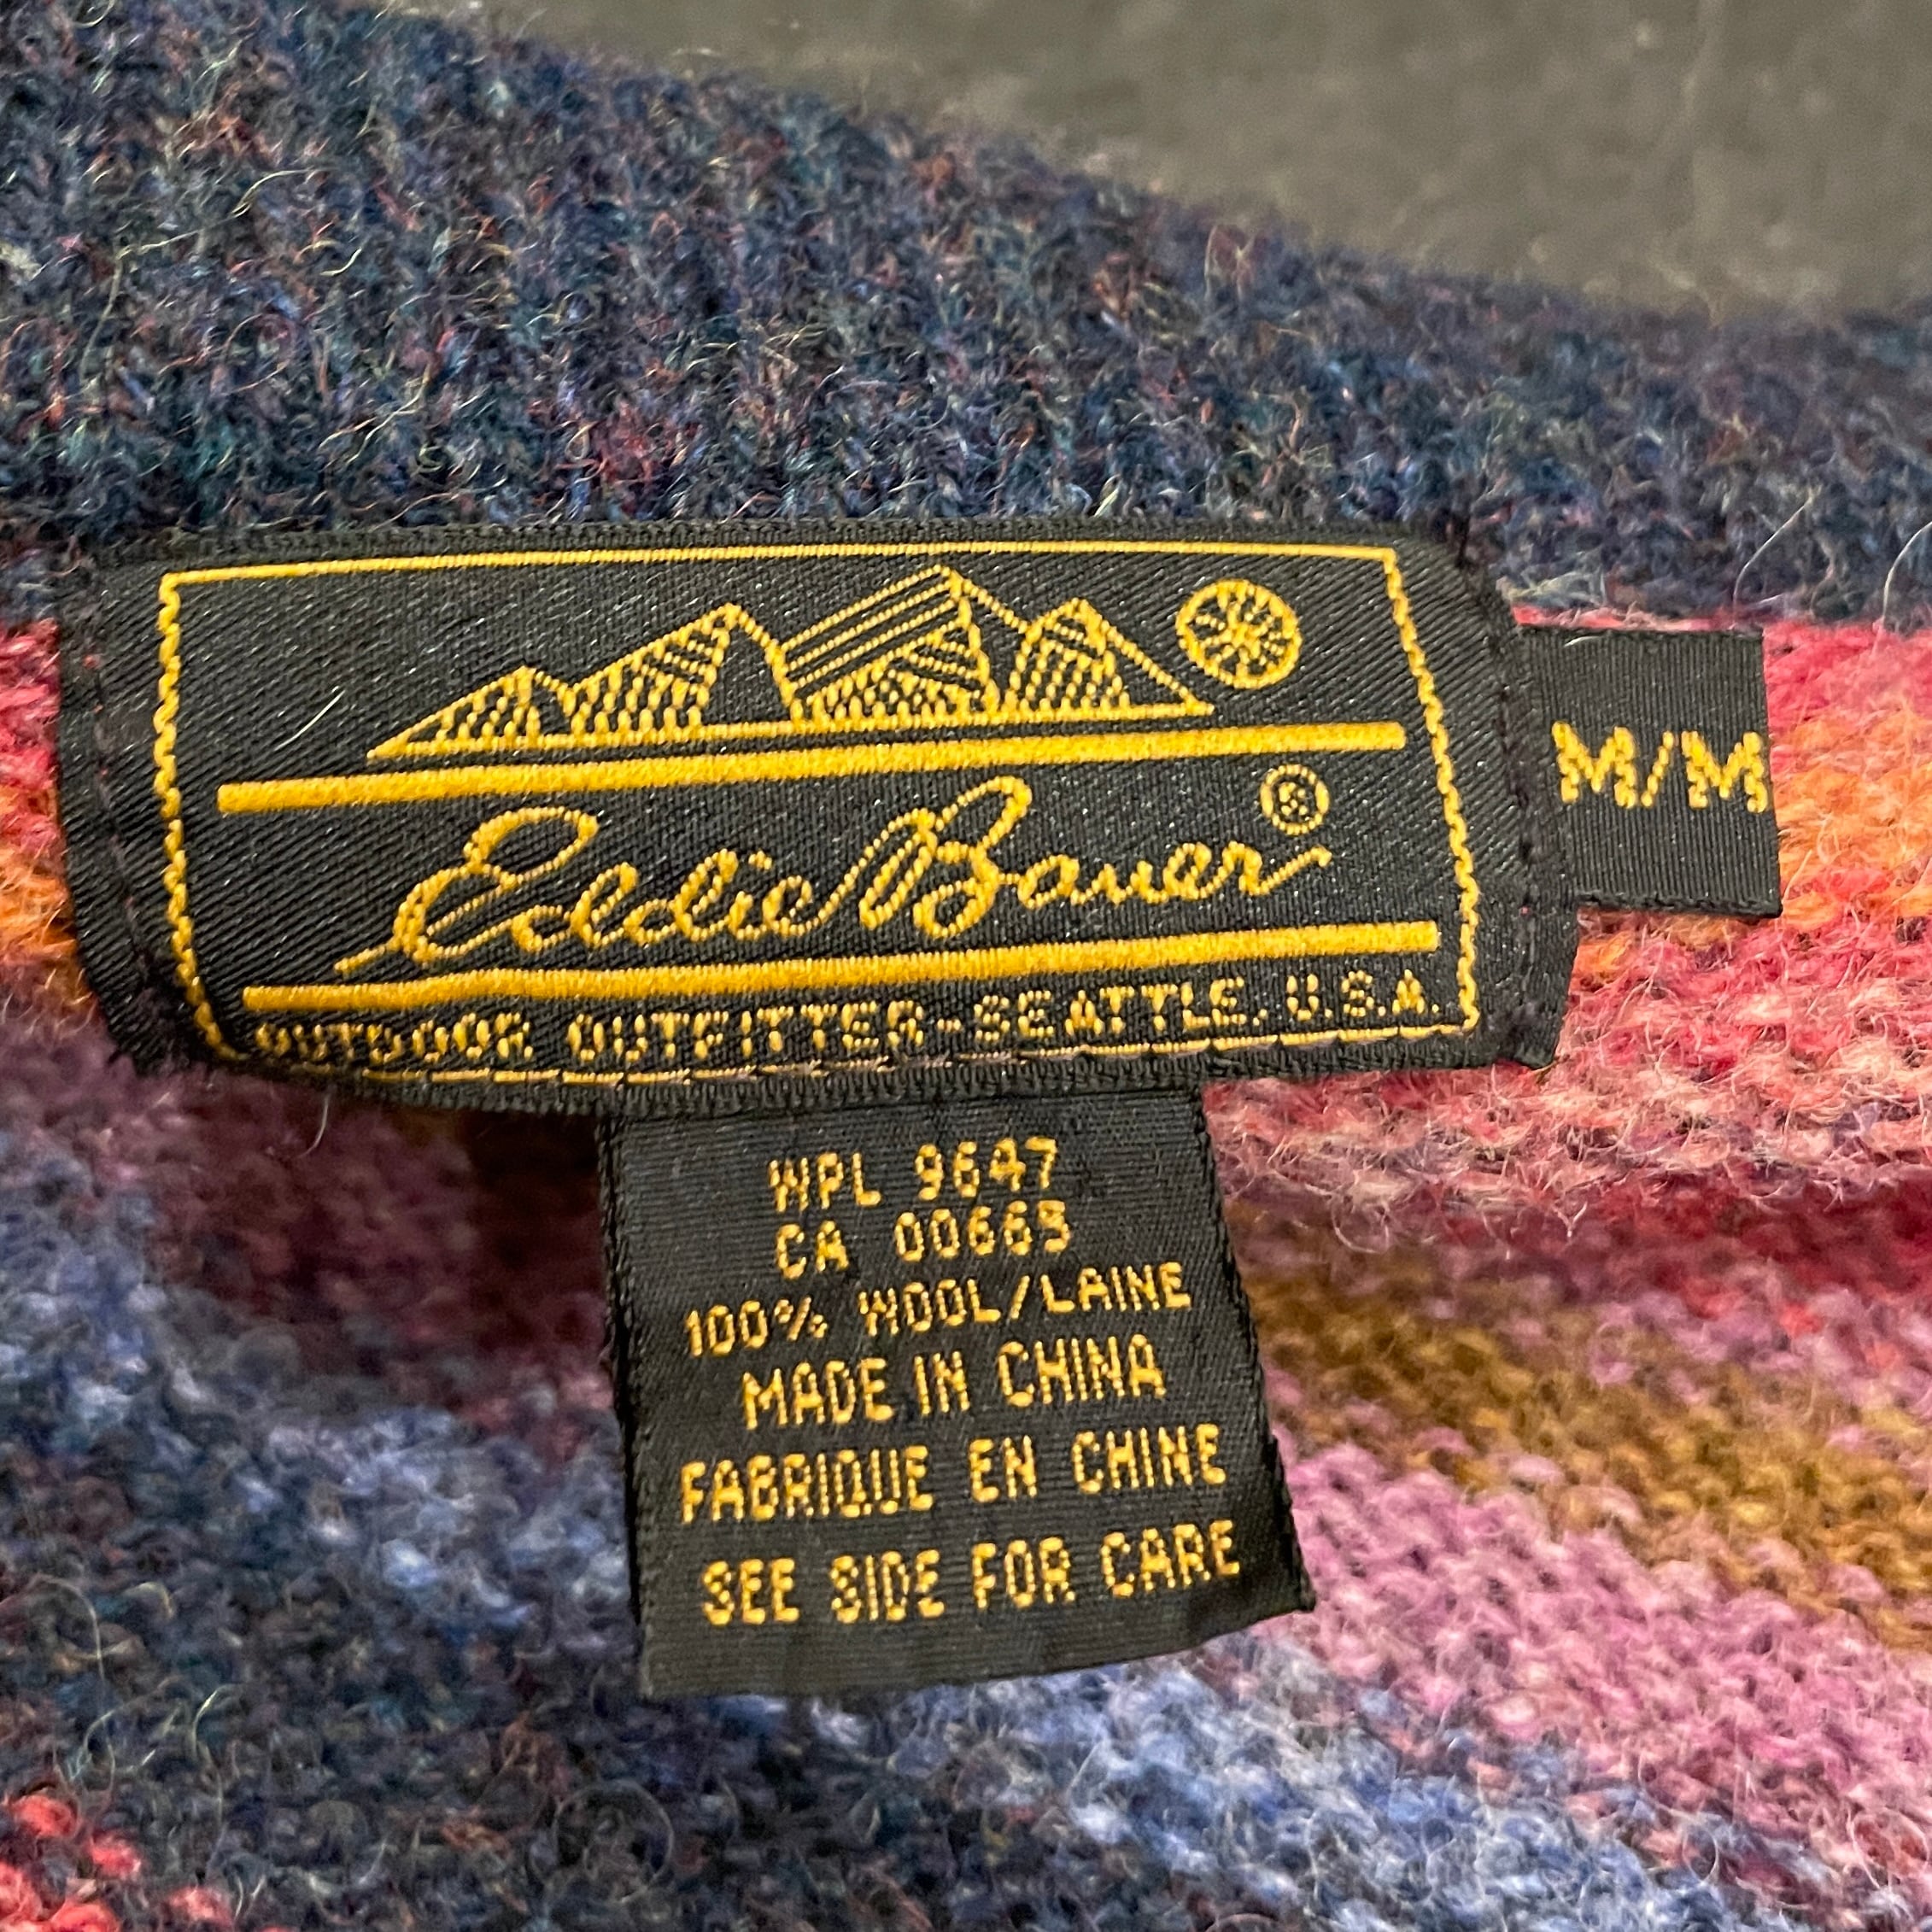 Eddie Bauer®
M/M
OUTDOOR OUTFITTER-SEATTLE, U.S.A.
WPL 9647
CA 00665
100% WOOL/LAINE
MADE IN CHINA
FABRIQUE EN CHINE
SEE SIDE FOR CARE